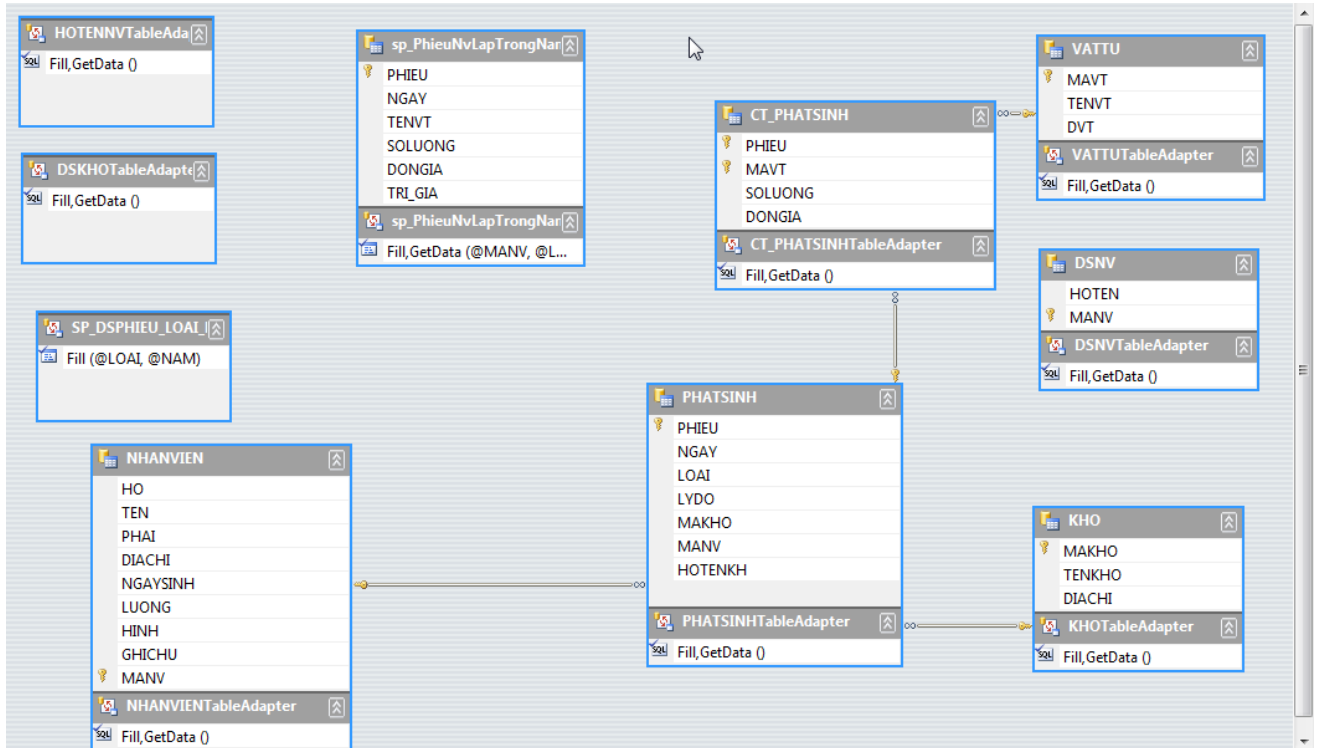 HOTENNVTableAda
Fill,GetData ()
DSKHOTableAdapte
Fill,GetData ()
SP_DSPHIEU_LOAI_
Fill (@LOAI, @NAM)
sp_PhieuNvLapTrongNar
PHIEU
NGAY
TENVT
SOLUONG
DONGIA
TRI_GIA
sp_PhieuNvLapTrongNar
Fill,GetData (@MANV, @L...
CT_PHATSINH
PHIEU
MAVT
SOLUONG
DONGIA
CT_PHATSINHTableAdapter
Fill,GetData ()
VATTU
MAVT
TENVT
DVT
VATTUTableAdapter
Fill,GetData ()
DSNV
HOTEN
MANV
DSNVTableAdapter
Fill,GetData ()
NHANVIEN
HO
TEN
PHAI
DIACHI
NGAYSINH
LUONG
HINH
GHICHU
MANV
NHANVIENTableAdapter
Fill,GetData ()
PHATSINH
PHIEU
NGAY
LOAI
LYDO
MAKHO
MANV
HOTENKH
PHATSINHTableAdapter
Fill,GetData ()
KHO
MAKHO
TENKHO
DIACHI
KHOTableAdapter
Fill,GetData ()